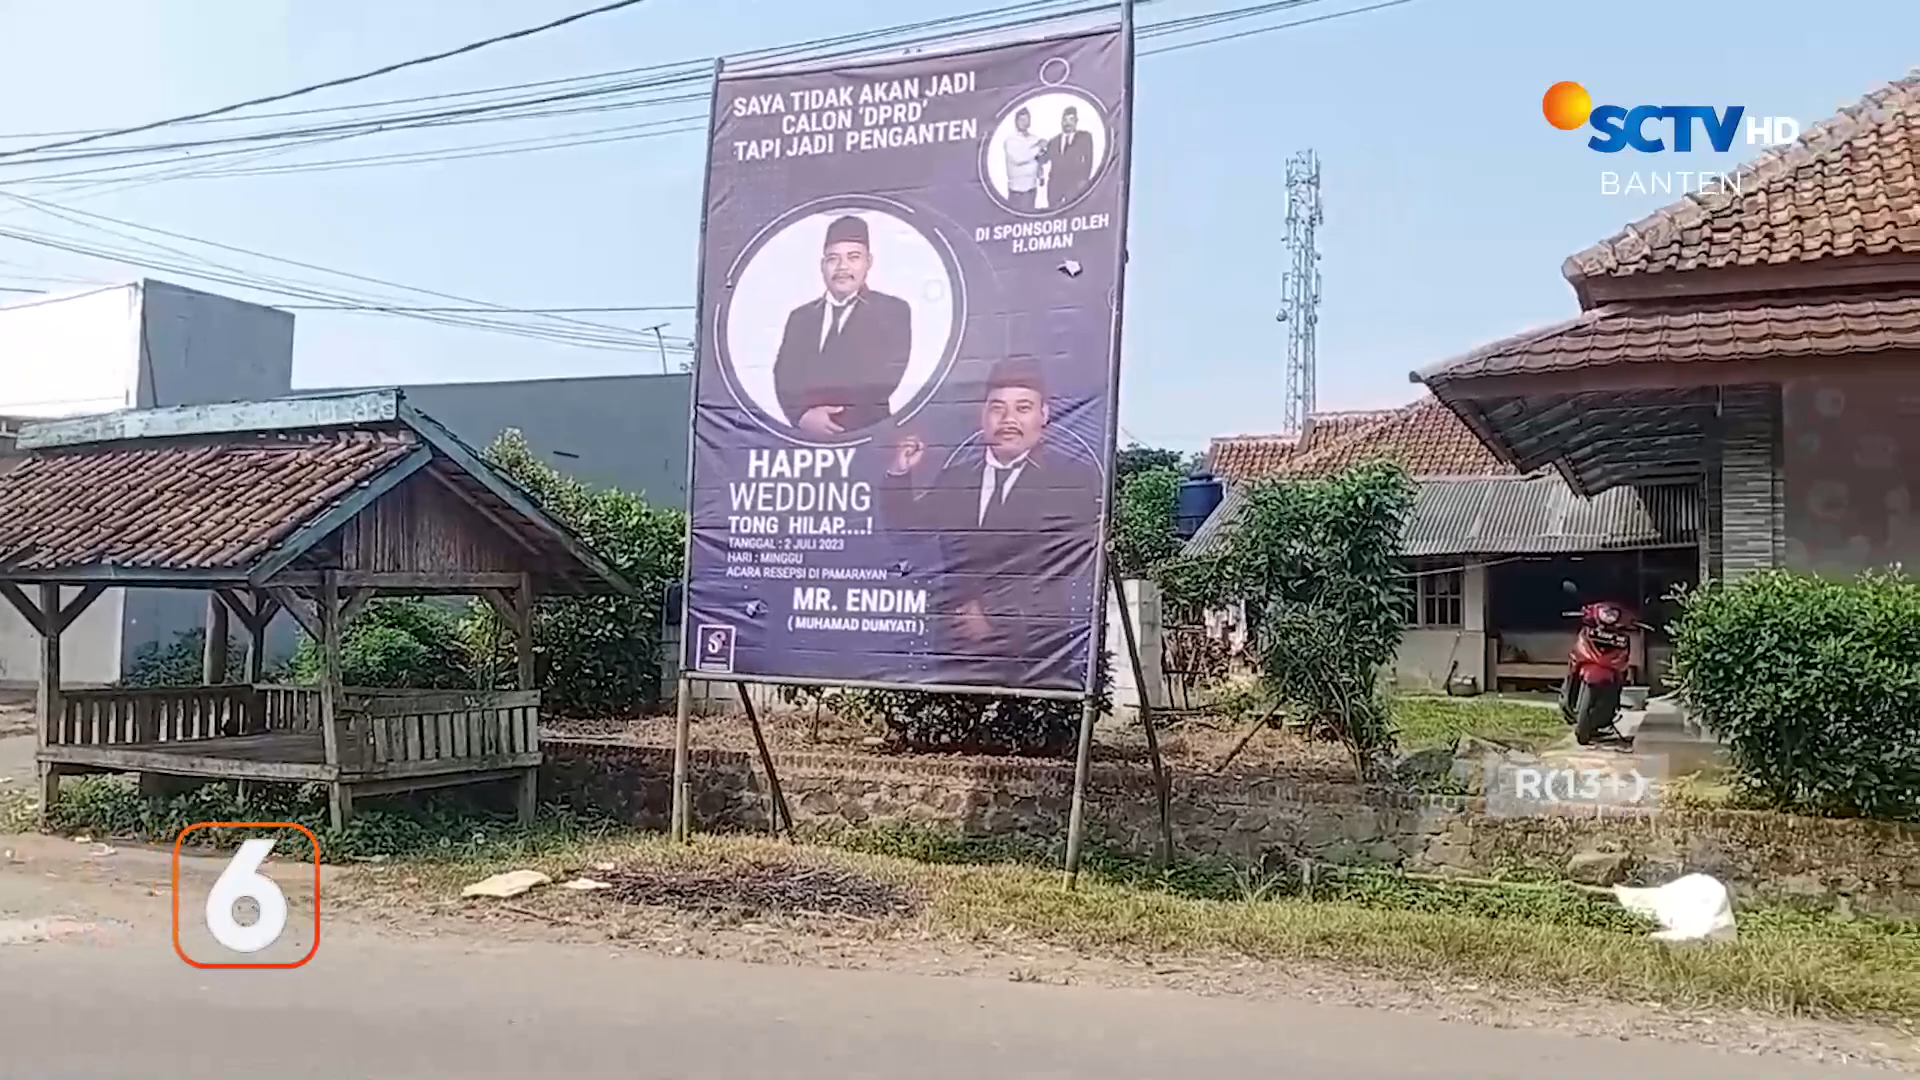 SAYA TIDAK AKAN JADI
CALON 'DPRD'
TAPI JADI PENGANTEN
DI SPONSORI OLEH
H.OMAN
HAPPY
WEDDING
TONG HILAP....!
TANGGAL : 2 JULI 2023
HARI : MINGGU
ACARA RESEPSI DI PAMARAYAN
MR. ENDIM
( MUHAMAD DUMYATI )
SCTV HD
BANTEN
R(13+)
6